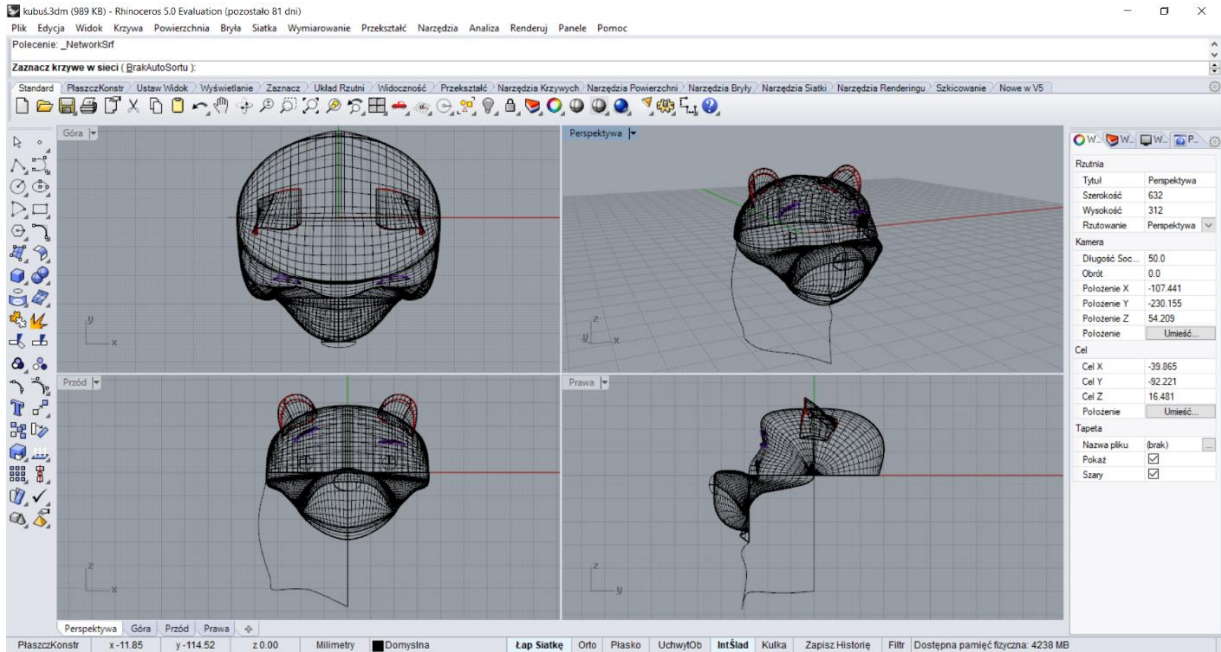 kubuś.3dm (989 KB) - Rhinoceros 5.0 Evaluation (pozostało 81 dni)
Plik Edycja Widok Krzywa Powierzchnia Bryła Siatka Wymiarowanie Przekształć Narzędzia Analiza Renderuj Panele Pomoc
Polecenie: _NetworkSrf
Zaznacz krzywe w sieci ( BrakAutoSortu ):
Standard PłaszczKonstr Ustaw Widok Wyświetlanie Zaznacz Układ Rzutni Widoczność Przekształć Narzędzia Krzywych Narzędzia Powierzchni Narzędzia Bryły Narzędzia Siatki Narzędzia Renderingu Szkicowanie Nowe w V5
Góra
Perspektywa
W... W... W... P...
Rzutnia
Tytuł Perspektywa
Szerokość 632
Wysokość 312
Rzutowanie Perspektywa
Kamera
Długość Soc... 50.0
Obrót 0.0
Położenie X -107.441
Położenie Y -230.155
Położenie Z 54.209
Położenie Umieść...
Cel
Cel X -39.865
Cel Y -92.221
Cel Z 16.481
Położenie Umieść...
Tapeta
Nazwa pliku (brak) ...
Pokaż
Szary
y
x
z
y
x
Przód
Prawa
z
x
z
y
Perspektywa Góra Przód Prawa
PłaszczKonstr x -11.85 y -114.52 z 0.00 Milimetry Domyslna Łap Siatkę Orto Płasko UchwytOb IntŚlad Kulka Zapisz Historię Filtr Dostępna pamięć fizyczna: 4238 MB